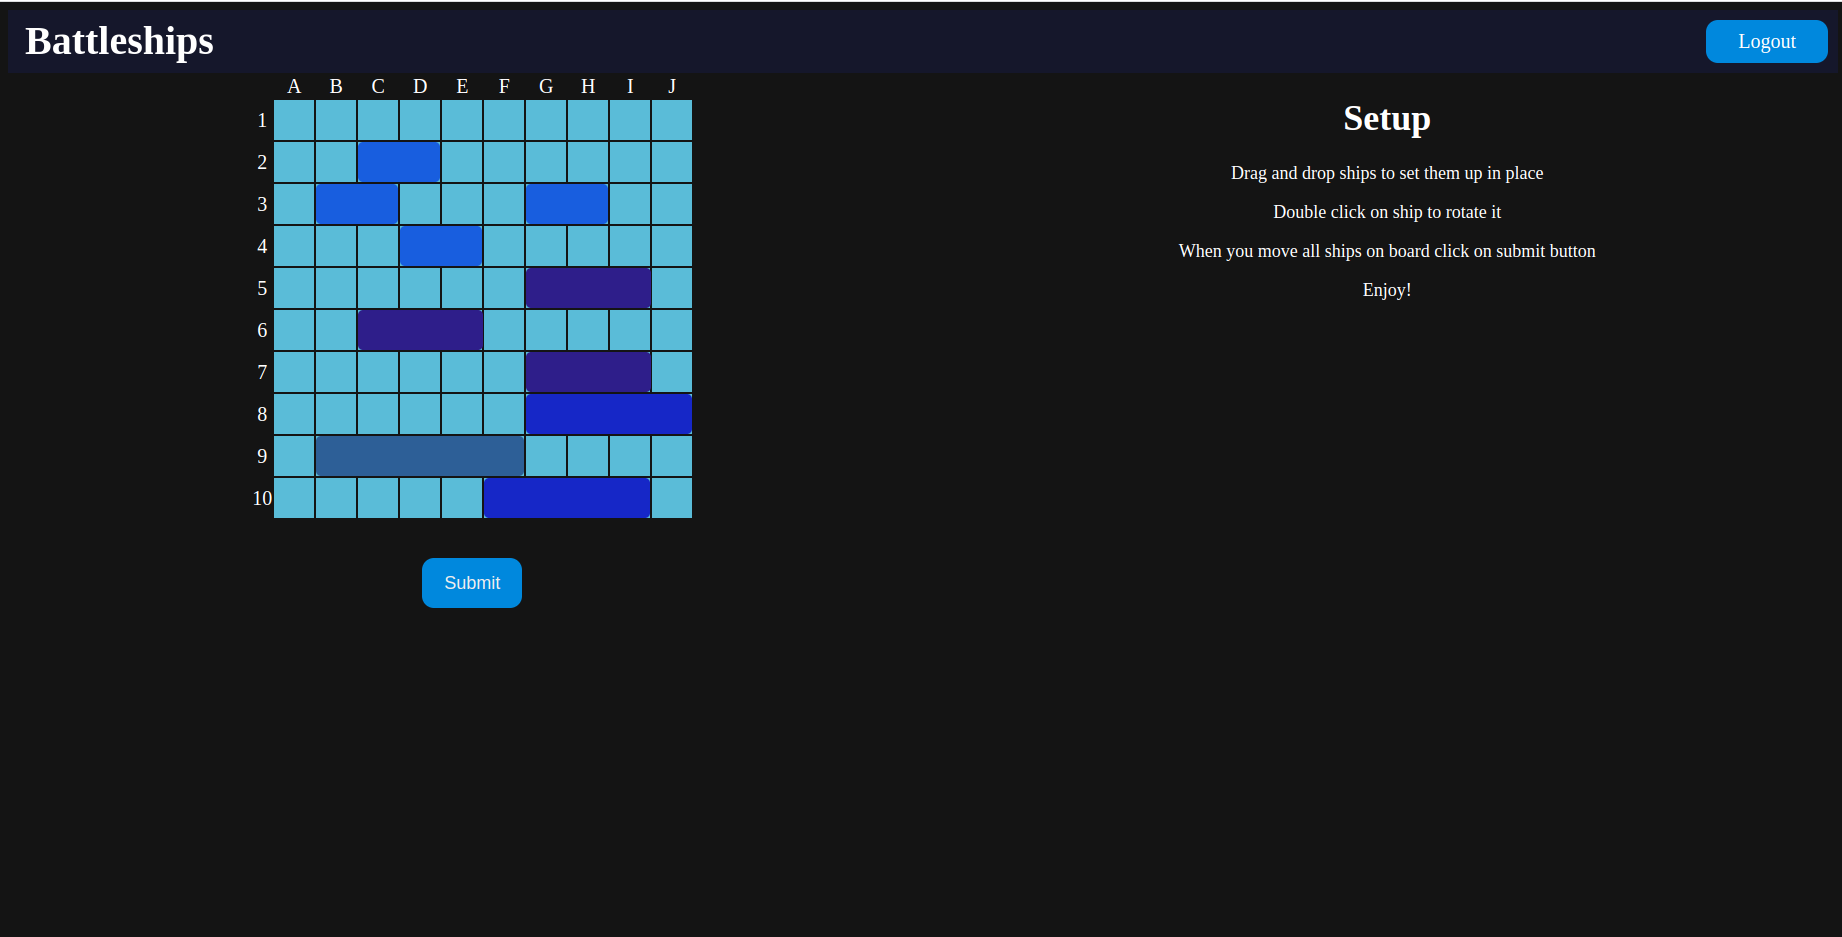 Battleships
Logout
A B C D E F G H I J
1
2
3
4
5
6
7
8
9
10
Submit
Setup
Drag and drop ships to set them up in place
Double click on ship to rotate it
When you move all ships on board click on submit button
Enjoy!